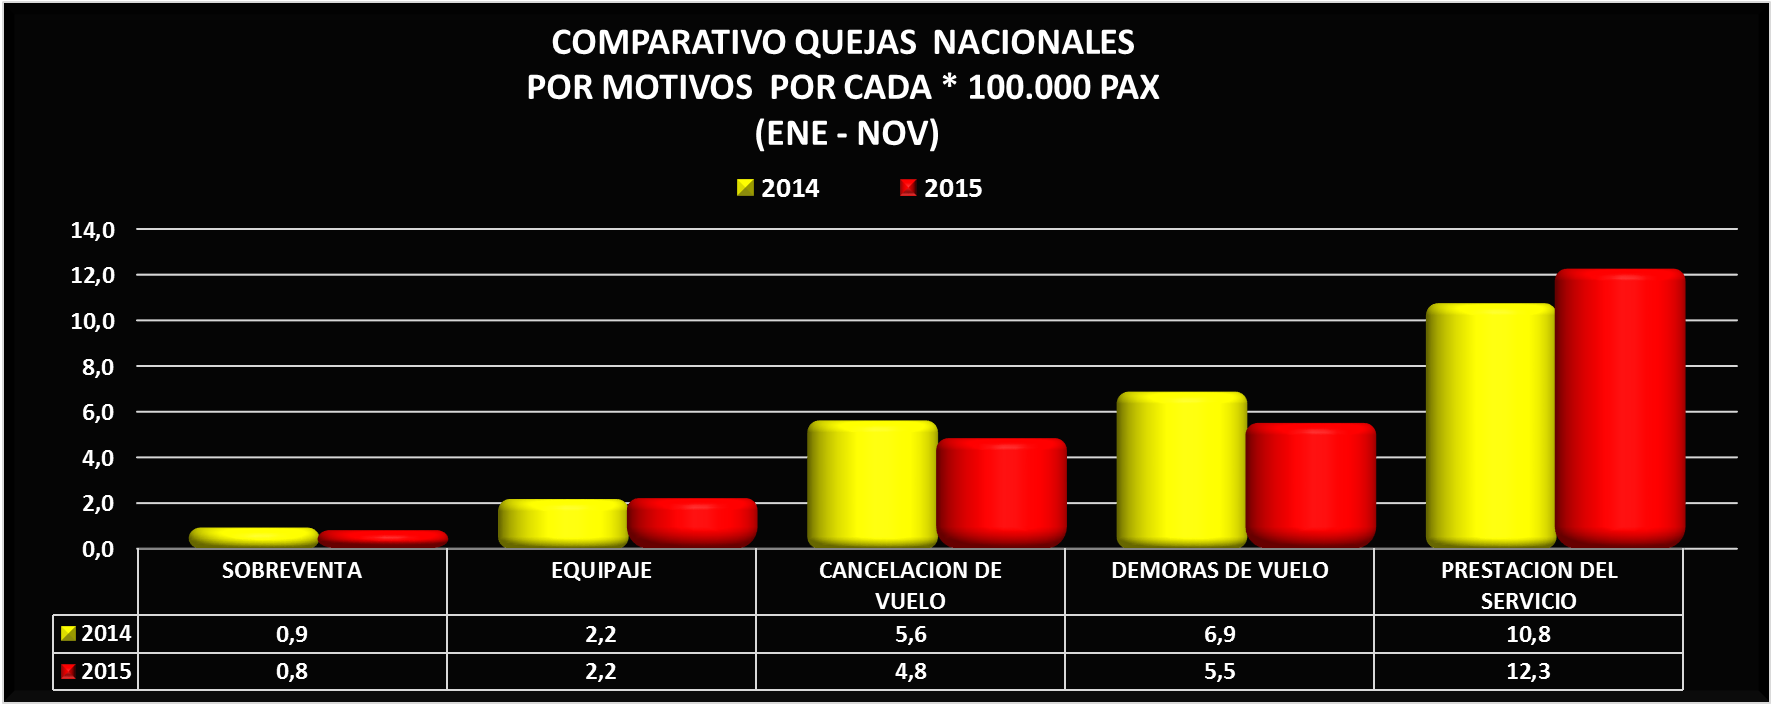 COMPARATIVO QUEJAS  NACIONALES
POR MOTIVOS  POR CADA * 100.000 PAX
(ENE - NOV)
2014 2015
14,0
12,0
10,0
8,0
6,0
4,0
2,0
0,0
SOBREVENTA EQUIPAJE CANCELACION DE DEMORAS DE VUELO PRESTACION DEL
VUELO SERVICIO
2014 0,9 2,2 5,6 6,9 10,8
2015 0,8 2,2 4,8 5,5 12,3